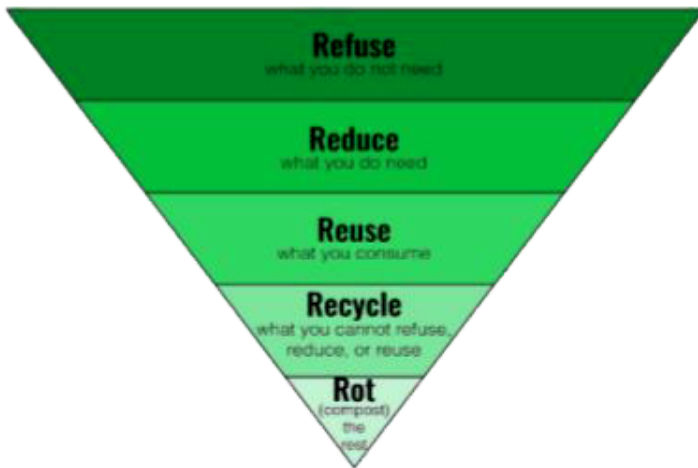 Refuse
what you do not need
Reduce
what you do need
Reuse
what you consume
Recycle
what you cannot refuse,
reduce, or reuse
Rot
(compost)
the
rest